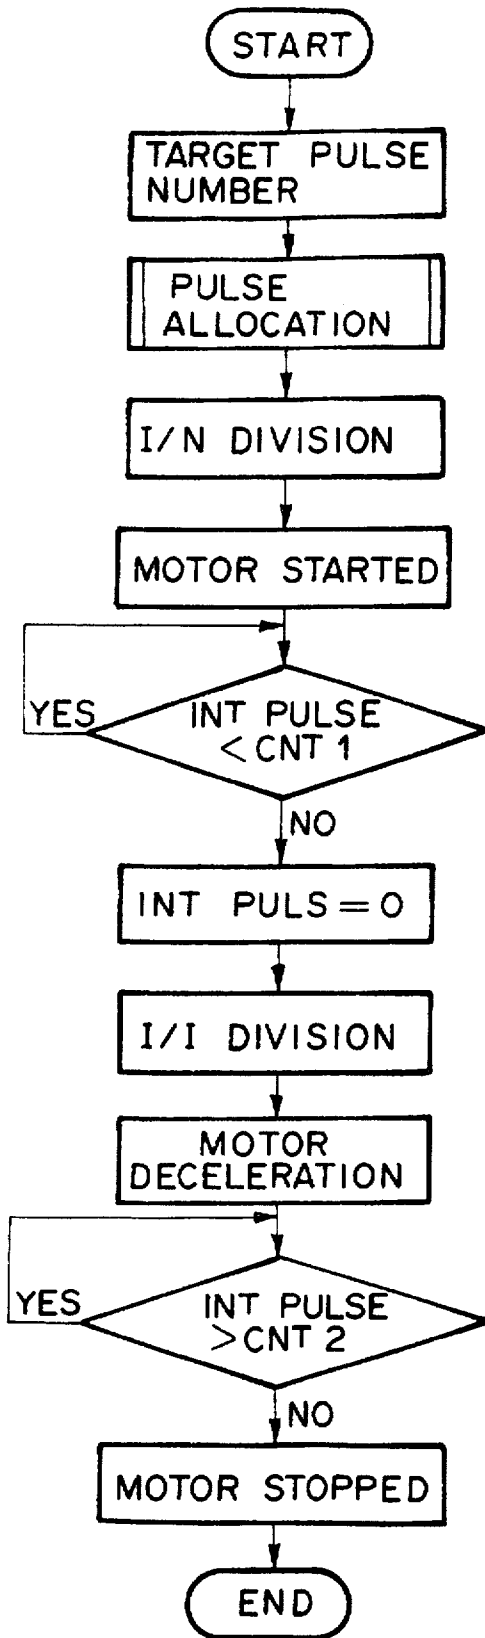 START
TARGET PULSE
NUMBER
PULSE
ALLOCATION
I/N DIVISION
MOTOR STARTED
YES
INT PULSE
< CNT 1
NO
INT PULS = 0
I/I DIVISION
MOTOR
DECELERATION
YES
INT PULSE
> CNT 2
NO
MOTOR STOPPED
END